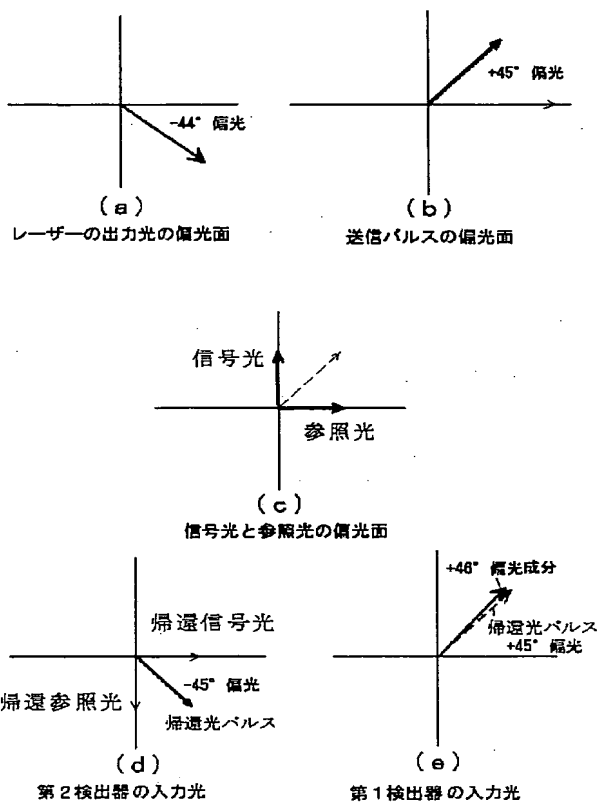 -44° 偏光
(a)
レーザーの出力光の偏光面
+45° 偏光
(b)
送信パルスの偏光面
信号光
参照光
(c)
信号光と参照光の偏光面
帰還信号光
-45° 偏光
帰還参照光
帰還光パルス
(d)
第2検出器の入力光
+46° 偏光成分
帰還光パルス
+45° 偏光
(e)
第1検出器の入力光